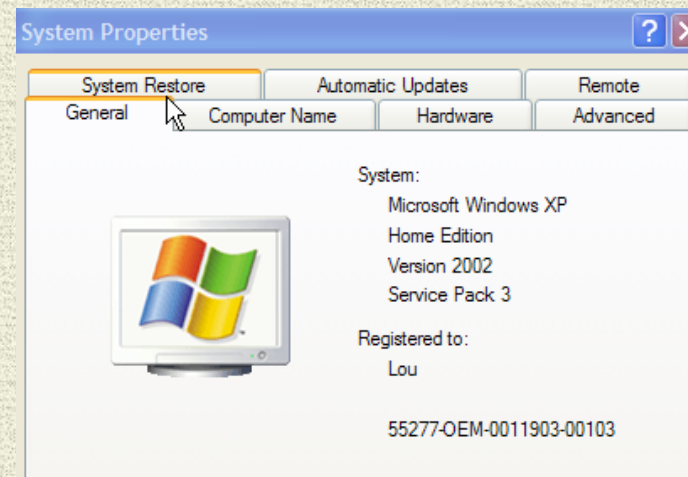 System Properties
?
System Restore Automatic Updates Remote
General Computer Name Hardware Advanced
System:
Microsoft Windows XP
Home Edition
Version 2002
Service Pack 3
Registered to:
Lou
55277-OEM-0011903-00103